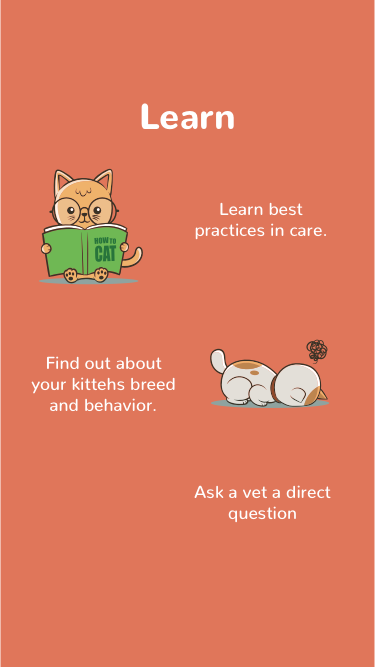 Learn
Learn best
practices in care.
HOW TO
CAT
Find out about
your kittehs breed
and behavior.
Ask a vet a direct
question